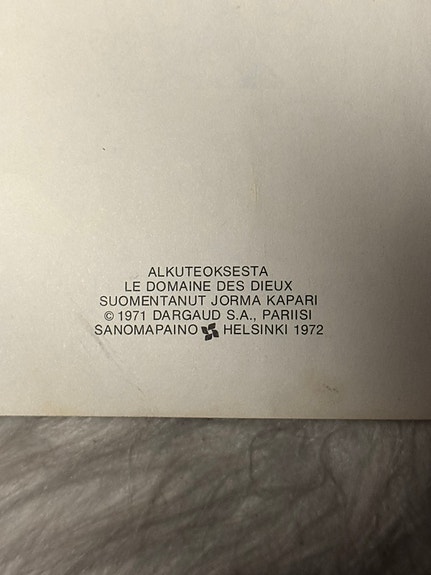 ALKUTEOKSESTA
LE DOMAINE DES DIEUX
SUOMENTANUT JORMA KAPARI
© 1971 DARGAUD S.A., PARIISI
SANOMAPAINO HELSINKI 1972